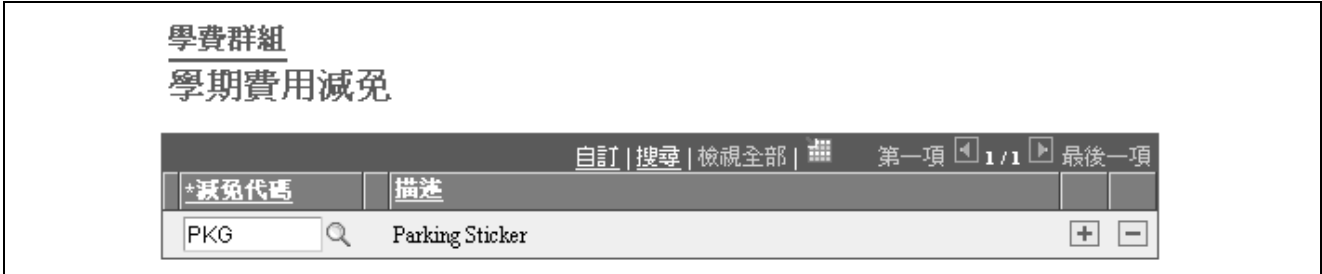 學費群組
學期費用減免
自訂 | 搜尋 | 檢視全部 | 第一項 1 / 1 最後一項
*減免代碼 描述
PKG Parking Sticker + −